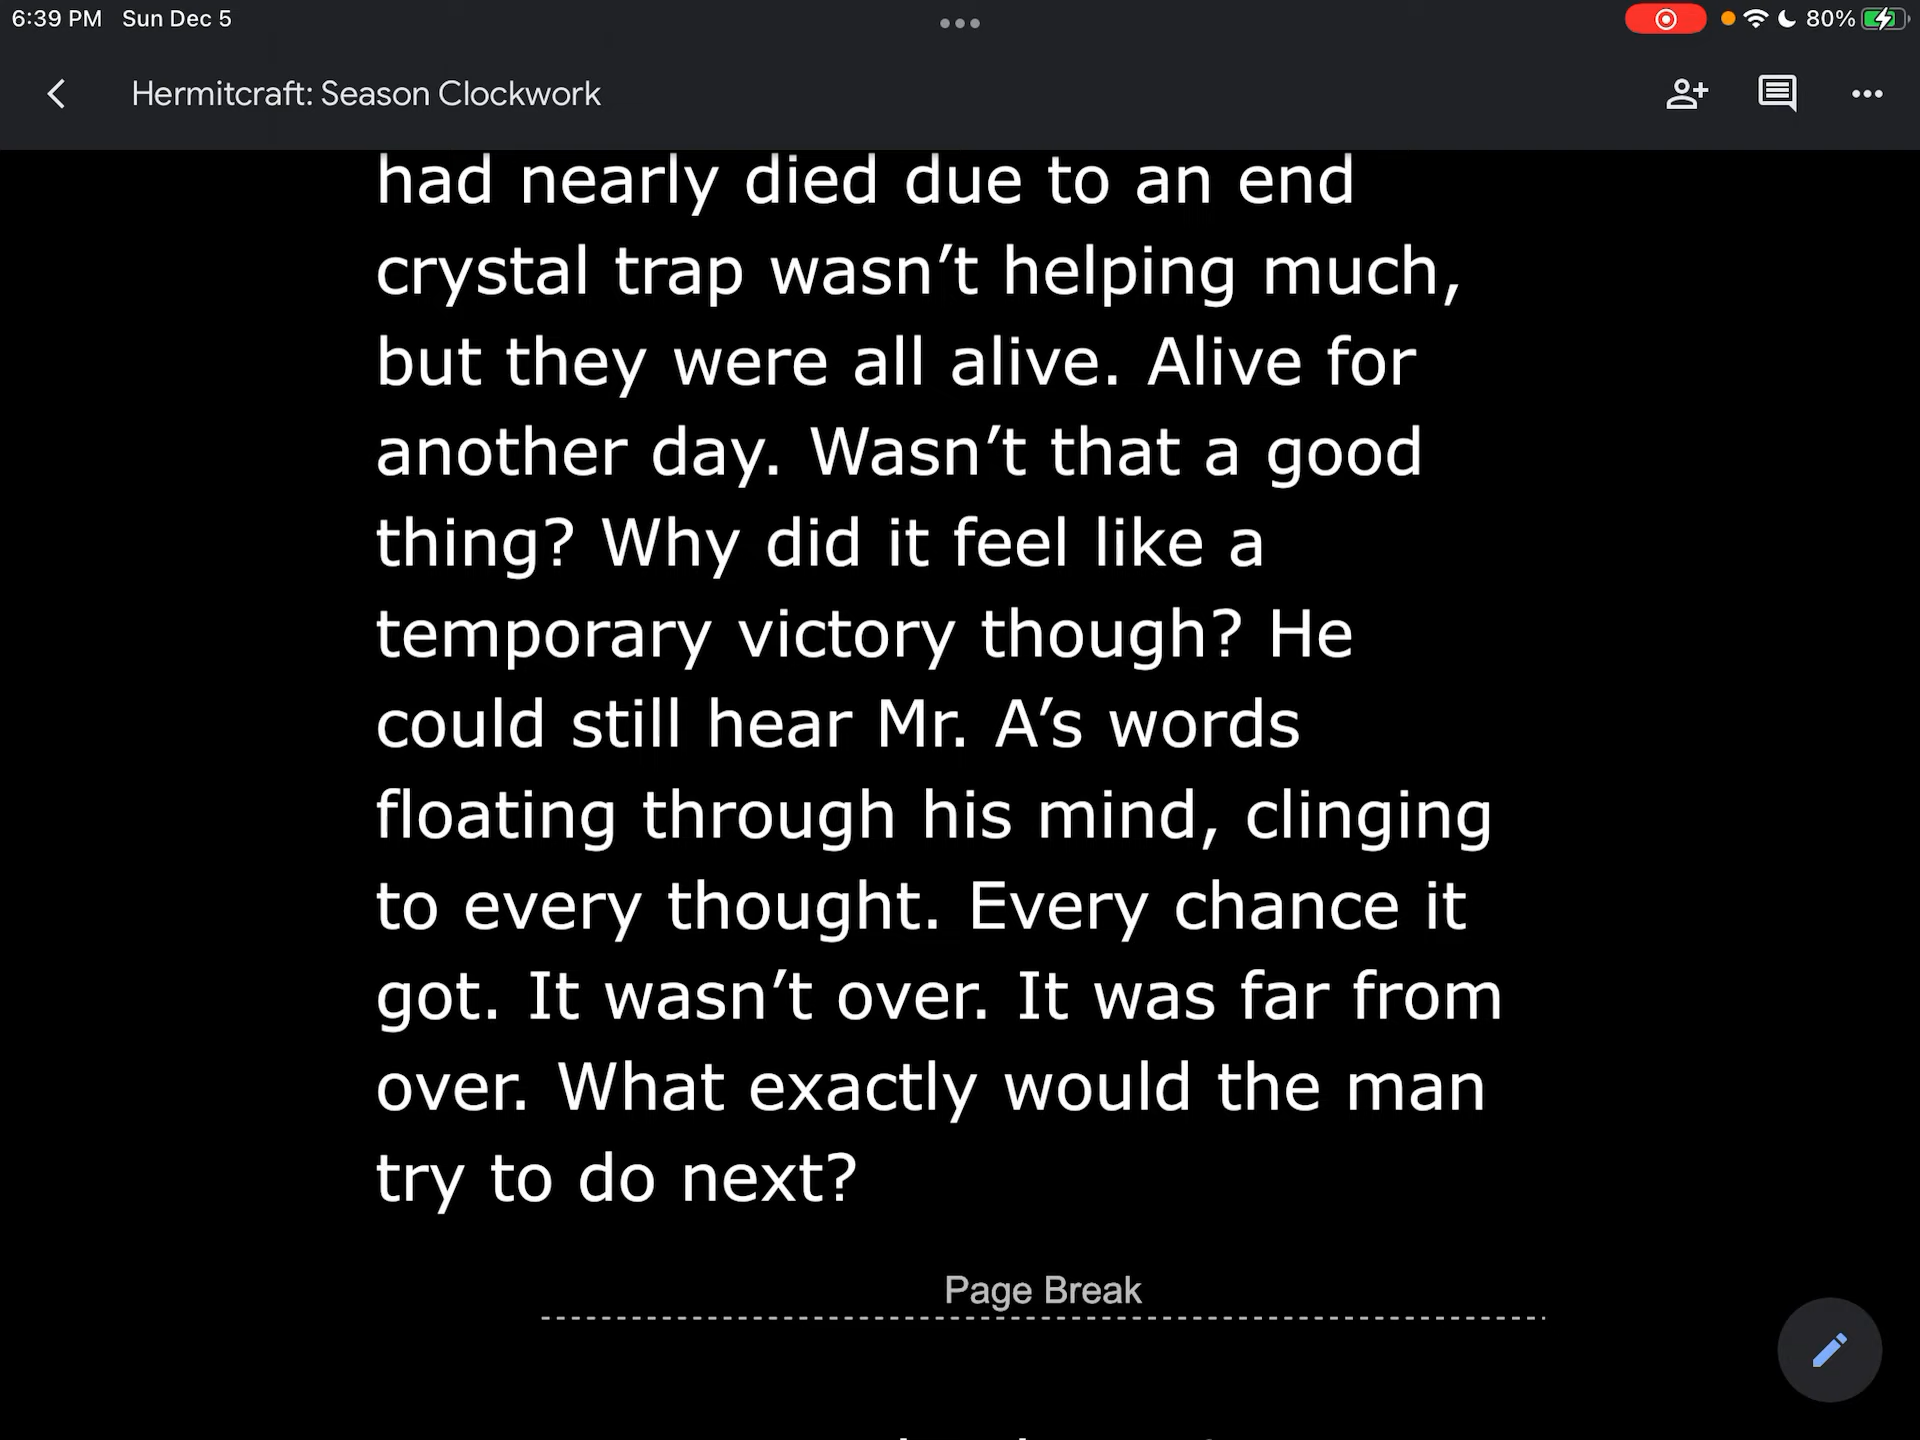 6:39 PM Sun Dec 5
80%
Hermitcraft: Season Clockwork
had nearly died due to an end
crystal trap wasn’t helping much,
but they were all alive. Alive for
another day. Wasn’t that a good
thing? Why did it feel like a
temporary victory though? He
could still hear Mr. A’s words
floating through his mind, clinging
to every thought. Every chance it
got. It wasn’t over. It was far from
over. What exactly would the man
try to do next?
Page Break